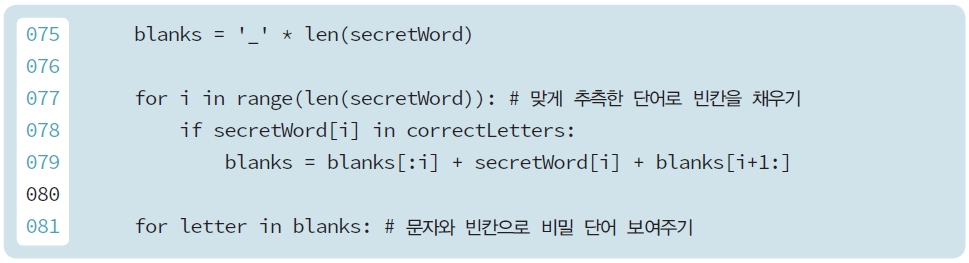 075 blanks = '_' * len(secretWord)
076
077 for i in range(len(secretWord)): # 맞게 추측한 단어로 빈칸을 채우기
078 if secretWord[i] in correctLetters:
079 blanks = blanks[:i] + secretWord[i] + blanks[i+1:]
080
081 for letter in blanks: # 문자와 빈칸으로 비밀 단어 보여주기